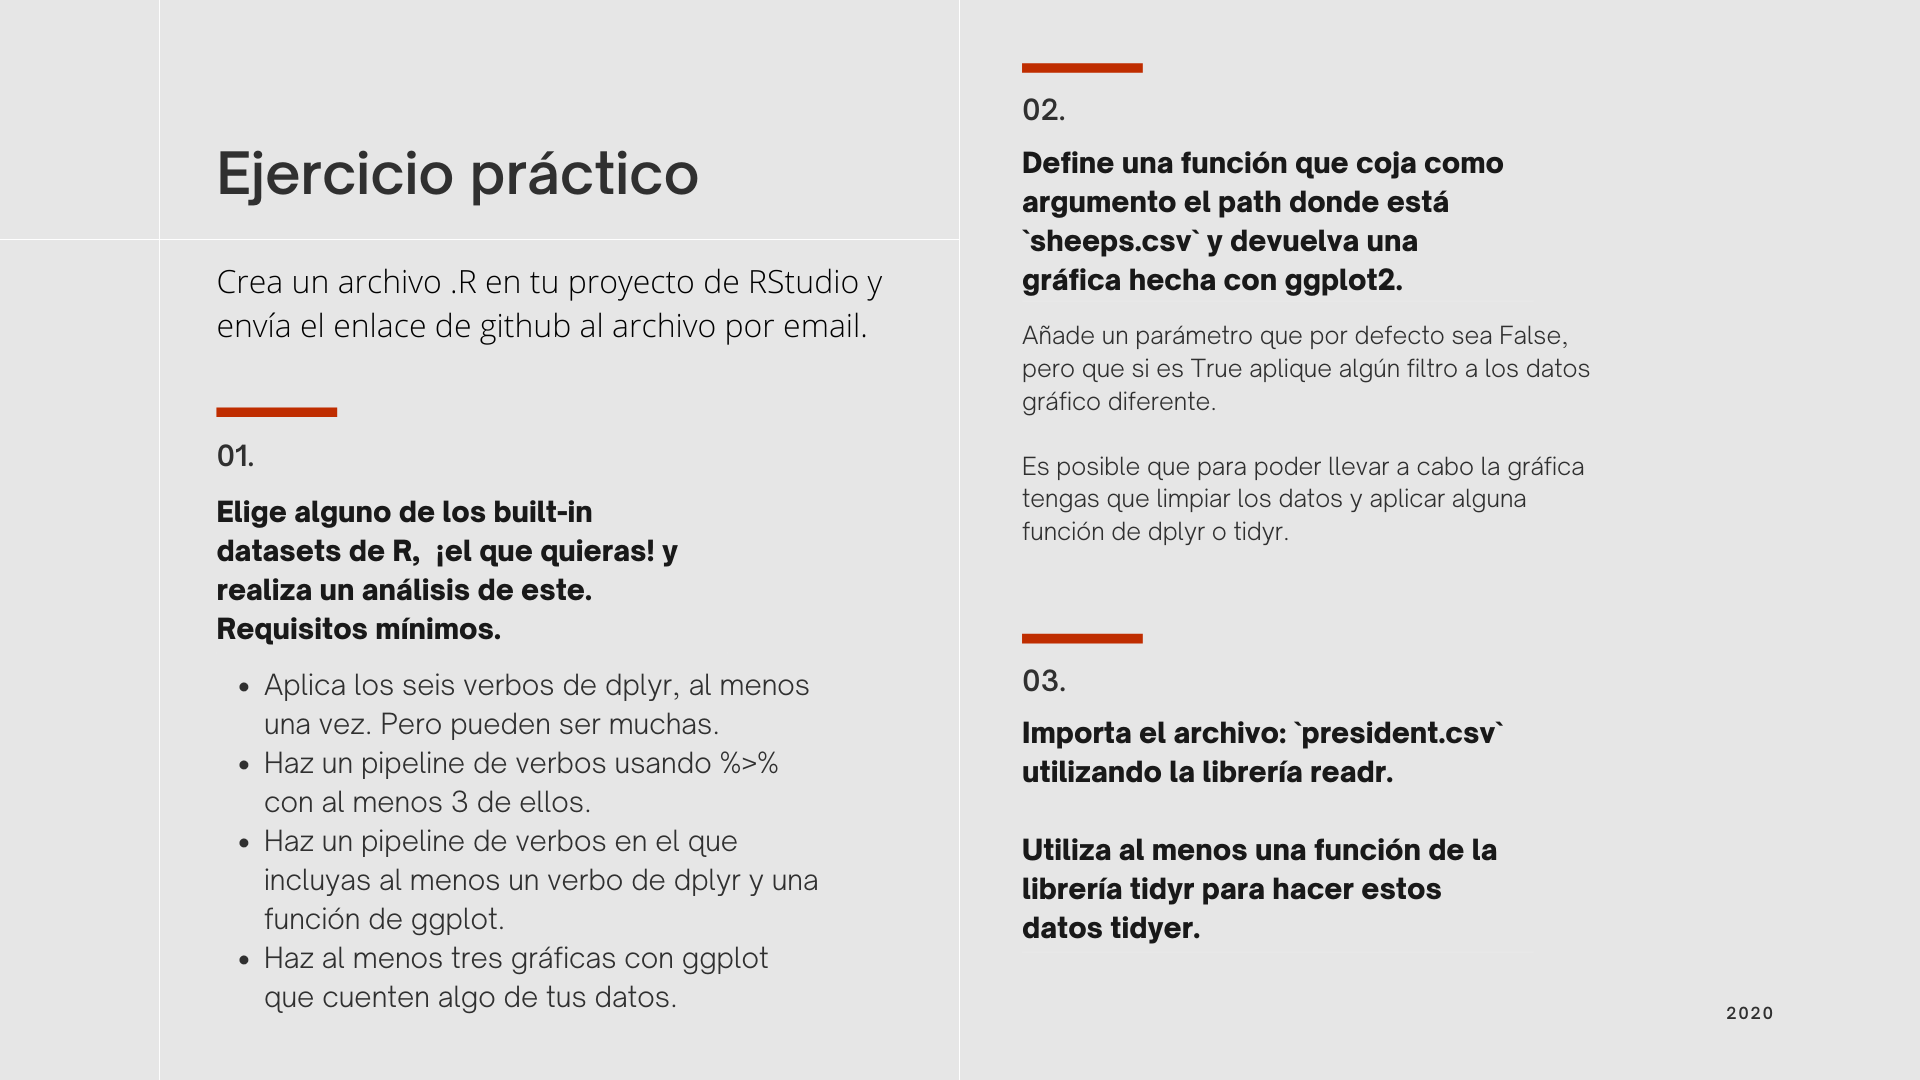 Ejercicio práctico
Crea un archivo .R en tu proyecto de RStudio y
envía el enlace de github al archivo por email.
01.
Elige alguno de los built-in
datasets de R,  ¡el que quieras! y
realiza un análisis de este.
Requisitos mínimos.
• Aplica los seis verbos de dplyr, al menos
una vez. Pero pueden ser muchas.
• Haz un pipeline de verbos usando %>%
con al menos 3 de ellos.
• Haz un pipeline de verbos en el que
incluyas al menos un verbo de dplyr y una
función de ggplot.
• Haz al menos tres gráficas con ggplot
que cuenten algo de tus datos.
02.
Define una función que coja como
argumento el path donde está
`sheeps.csv` y devuelva una
gráfica hecha con ggplot2.
Añade un parámetro que por defecto sea False,
pero que si es True aplique algún filtro a los datos
gráfico diferente.
Es posible que para poder llevar a cabo la gráfica
tengas que limpiar los datos y aplicar alguna
función de dplyr o tidyr.
03.
Importa el archivo: `president.csv`
utilizando la librería readr.
Utiliza al menos una función de la
librería tidyr para hacer estos
datos tidyer.
2020